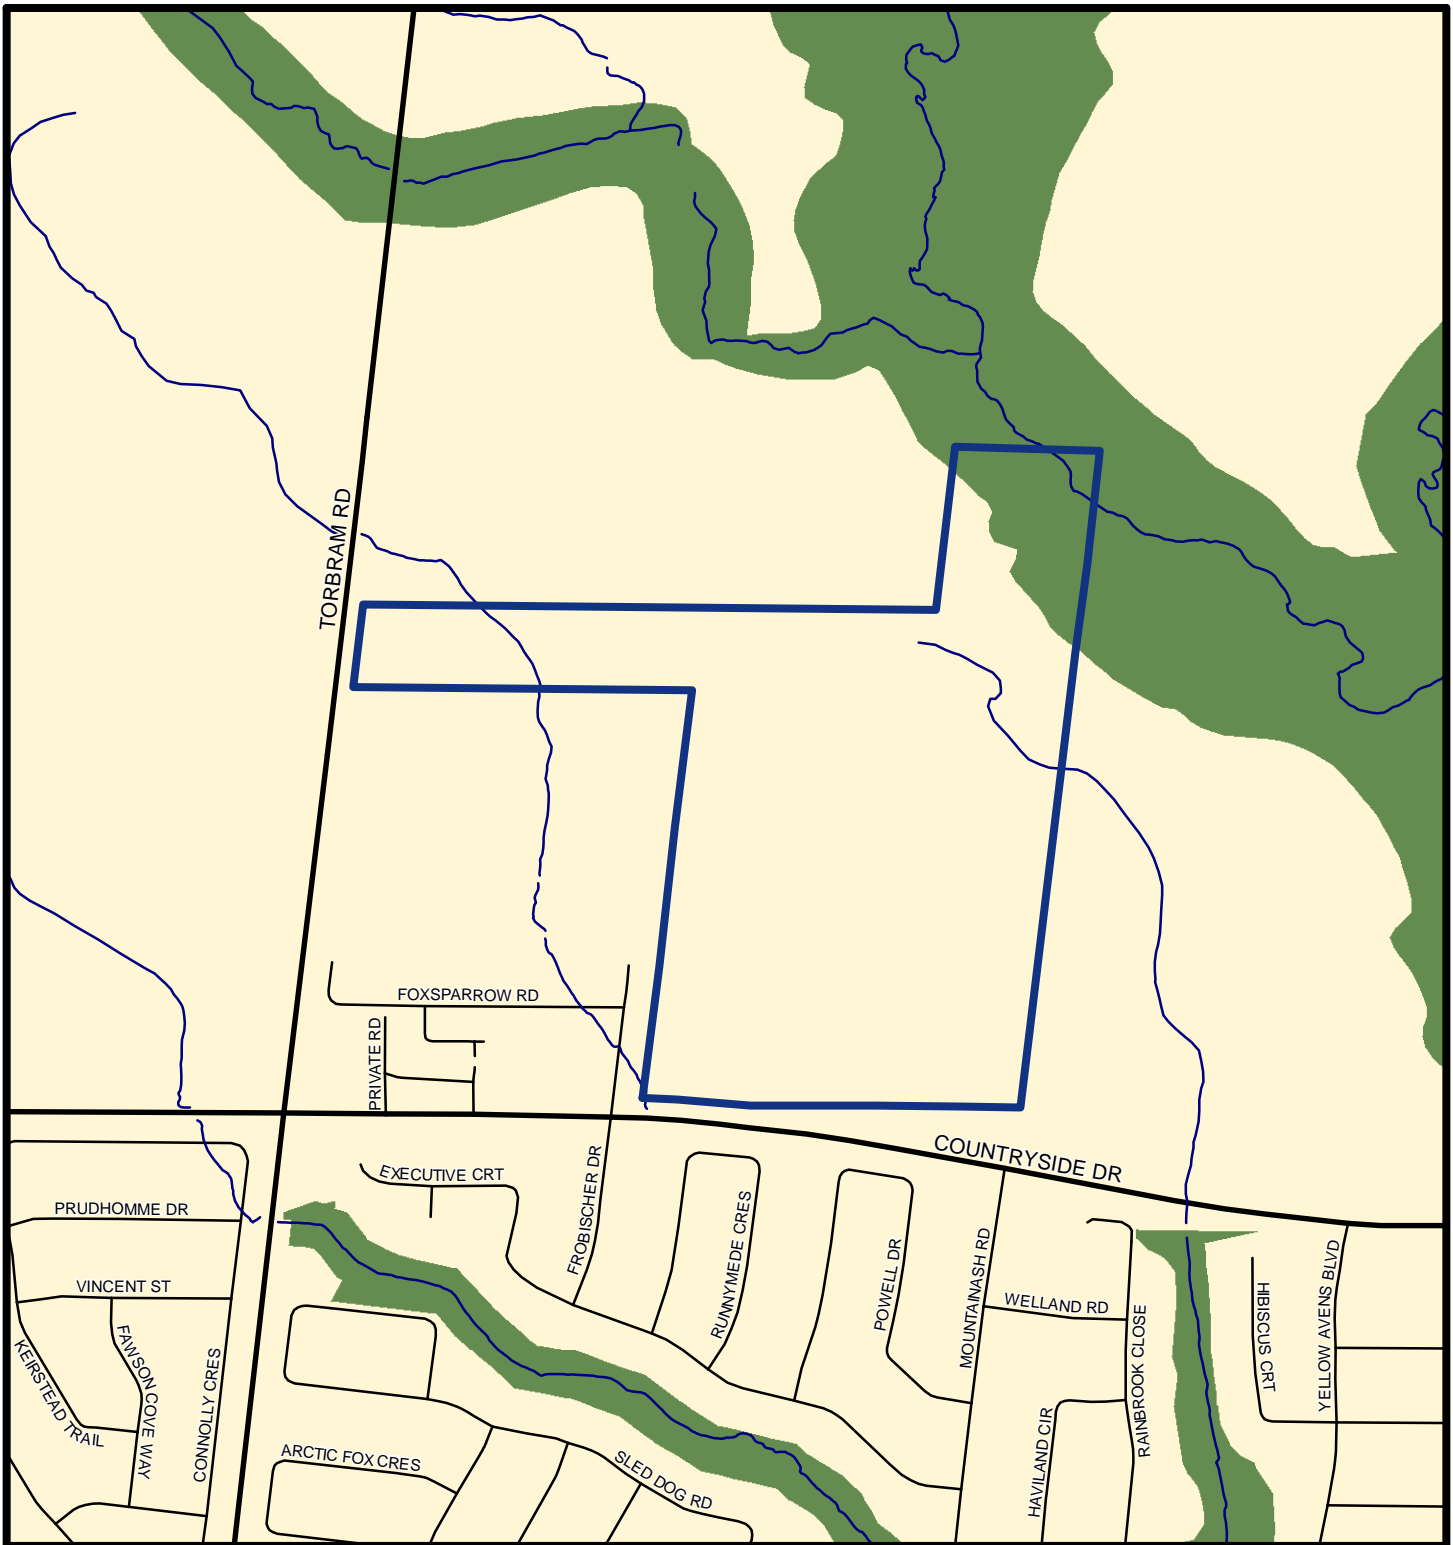 TORBRAM RD
FOXSPARROW RD
PRIVATE RD
COUNTRYSIDE DR
EXECUTIVE CRT
FROBISCHER DR
PRUDHOMME DR
RUNNYMEDE CRES
POWELL DR
MOUNTAINASH RD
VINCENT ST
WELLAND RD
HIBISCUS CRT
YELLOW AVENS BLVD
RAINBROOK CLOSE
KEIRSTEAD TRAIL
FAWSON COVE WAY
CONNOLLY CRES
ARCTIC FOX CRES
SLED DOG RD
HAVILAND CIR